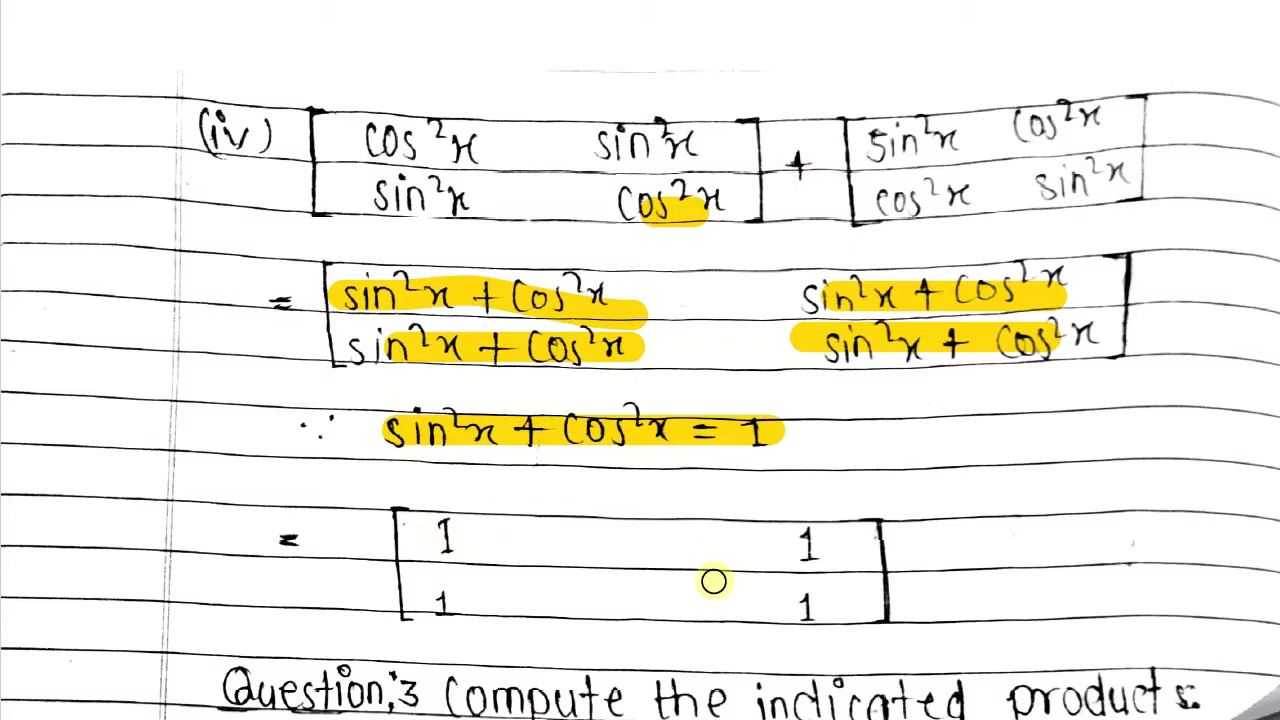 (iv) [cos²x sin²x] + [sin²x cos²x]
[sin²x cos²x] [cos²x sin²x]
= [sin²x + cos²x sin²x + cos²x]
[sin²x + cos²x sin²x + cos²x]
∵ sin²x + cos²x = 1
= [1 1]
[1 1]
Question:3 compute the indicated products.